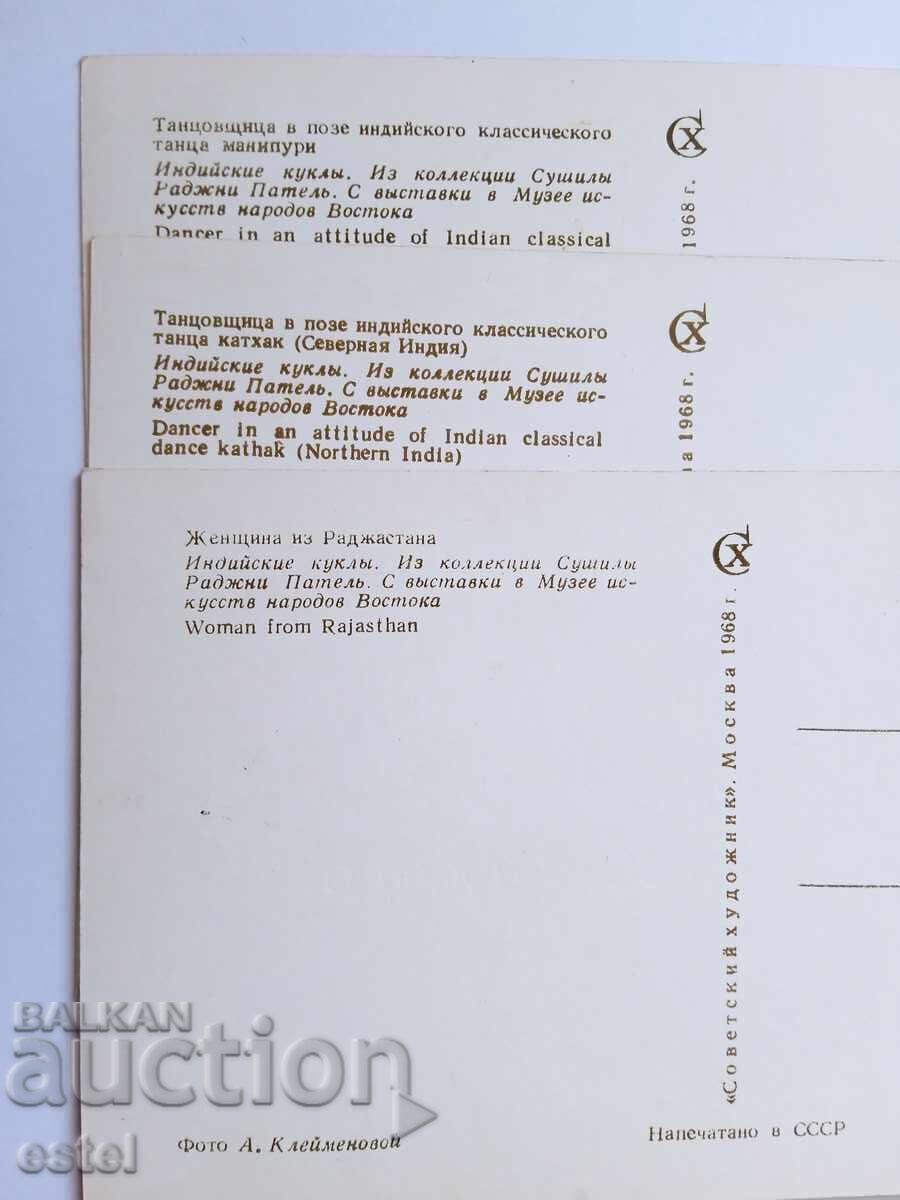 Танцовщица в позе индийского классического
танца манипури
Индийские куклы. Из коллекции Сушилы
Раджни Патель. С выставки в Музее ис-
кусств народов Востока
Dancer in an attitude of Indian classical
СХ
1968 г.
Танцовщица в позе индийского классического
танца катхак (Северная Индия)
Индийские куклы. Из коллекции Сушилы
Раджни Патель. С выставки в Музее ис-
кусств народов Востока
Dancer in an attitude of Indian classical
dance kathak (Northern India)
СХ
а 1968 г.
Женщина из Раджастана
Индийские куклы. Из коллекции Сушилы
Раджни Патель. С выставки в Музее ис-
кусств народов Востока
Woman from Rajasthan
СХ
«Советский художник». Москва 1968 г.
Фото А. Клейменовой
Напечатано в СССР
BALKAN
auction
estel